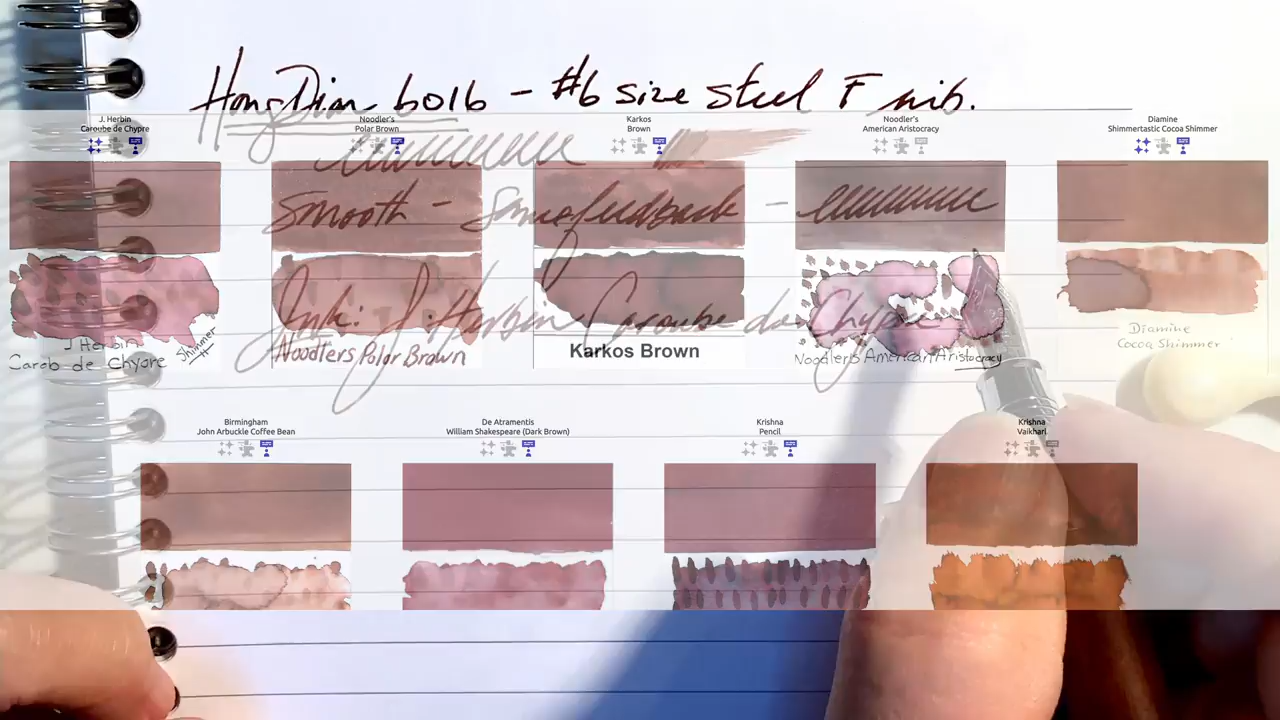 HongDian 6016 - #6 size steel F nib.
J. Herbin
Caroube de Chypre
Noodler's
Polar Brown
Karkos
Brown
Noodler's
American Aristocracy
Diamine
Shimmertastic Cocoa Shimmer
Smooth - Some feedback -
Ink: J. Herbin Caroube de Chypre
J Herbin
Carob de Chypre
Shimmer
Noodlers Polar Brown
Karkos Brown
Noodlers American Aristocracy
Diamine
Cocoa Shimmer
Birmingham
John Arbuckle Coffee Bean
De Atramentis
William Shakespeare (Dark Brown)
Krishna
Pencil
Krishna
Vaikhari